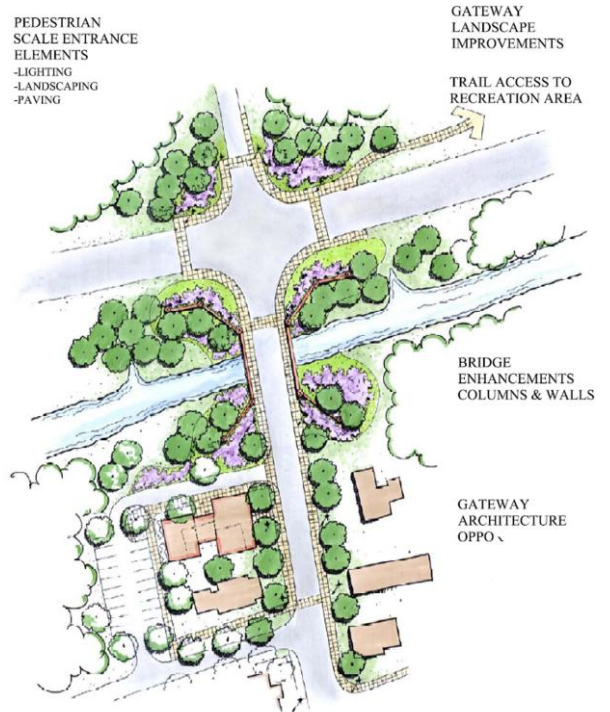 PEDESTRIAN
SCALE ENTRANCE
ELEMENTS
-LIGHTING
-LANDSCAPING
-PAVING
GATEWAY
LANDSCAPE
IMPROVEMENTS
TRAIL ACCESS TO
RECREATION AREA
BRIDGE
ENHANCEMENTS
COLUMNS & WALLS
GATEWAY
ARCHITECTURE
OPPO